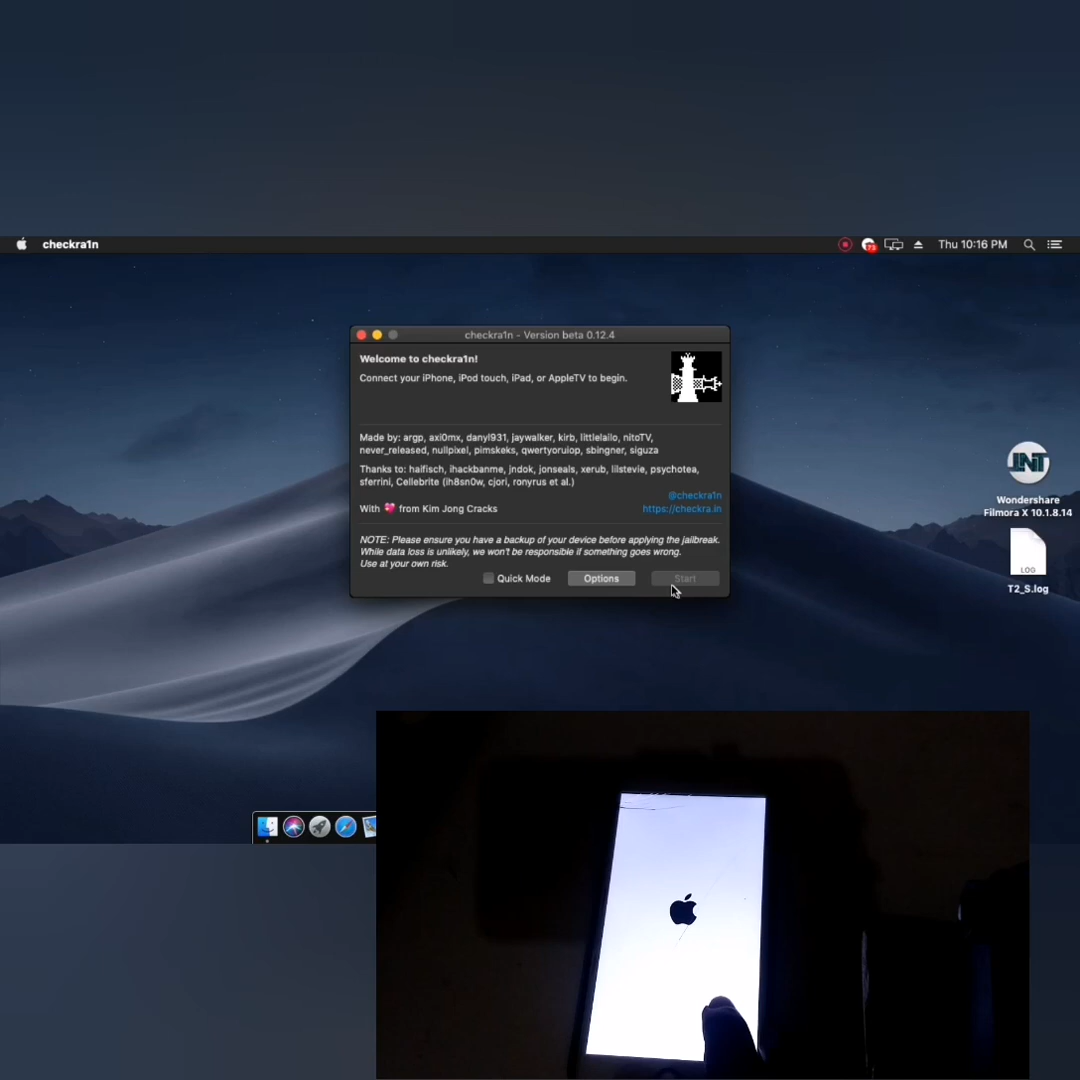 checkra1n
73
Thu 10:16 PM
checkra1n - Version beta 0.12.4
Welcome to checkra1n!
Connect your iPhone, iPod touch, iPad, or AppleTV to begin.
Made by: argp, axi0mx, danyl931, jaywalker, kirb, littlelailo, nitoTV,
never_released, nullpixel, pimskeks, qwertyoruiop, sbingner, siguza
Thanks to: haifisch, ihackbanme, jndok, jonseals, xerub, lilstevie, psychotea,
sferrini, Cellebrite (ih8sn0w, cjori, ronyrus et al.)
@checkra1n
With 💖 from Kim Jong Cracks
https://checkra.in
NOTE: Please ensure you have a backup of your device before applying the jailbreak.
While data loss is unlikely, we won't be responsible if something goes wrong.
Use at your own risk.
Quick Mode
Options
Start
JNT
Wondershare
Filmora X 10.1.8.14
LOG
T2_S.log